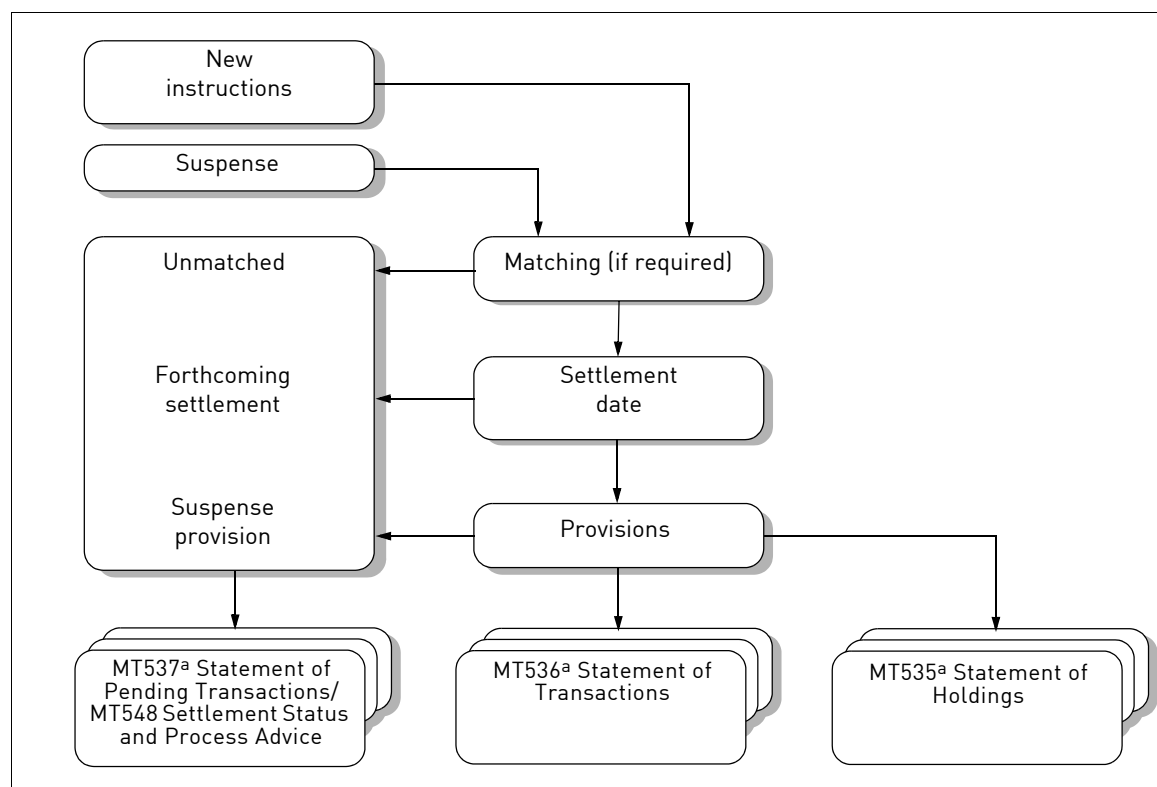 New
instructions
Suspense
Unmatched
Matching (if required)
Forthcoming
settlement
Settlement
date
Suspense
provision
Provisions
MT537ª Statement of
Pending Transactions/
MT548 Settlement Status
and Process Advice
MT536ª Statement of
Transactions
MT535ª Statement of
Holdings